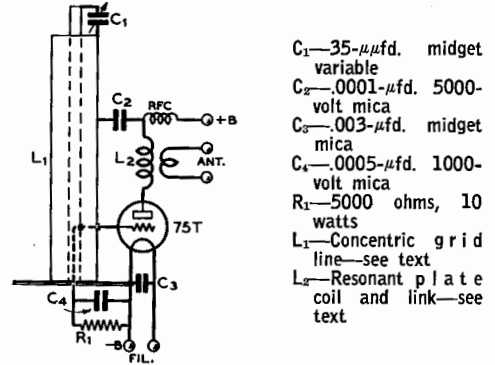 C₁
C₂
RFC
+B
L₁
L₂
ANT.
75T
C₃
C₄
R₁
-B
FIL.
C₁—35-μμfd. midget
variable
C₂—.0001-μfd. 5000-
volt mica
C₃—.003-μfd. midget
mica
C₄—.0005-μfd. 1000-
volt mica
R₁—5000 ohms, 10
watts
L₁—Concentric grid
line—see text
L₂—Resonant plate
coil and link—see
text